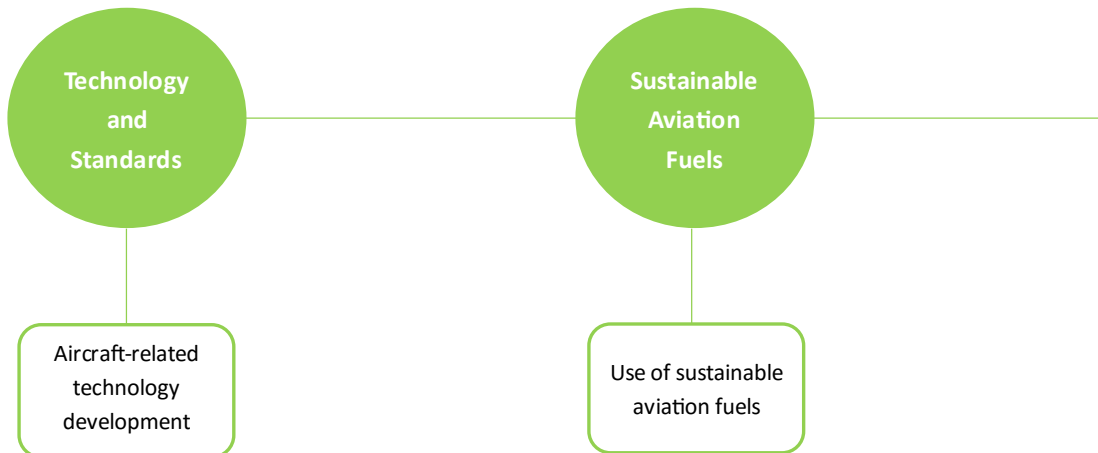 Technology
and
Standards
Sustainable
Aviation
Fuels
Aircraft-related
technology
development
Use of sustainable
aviation fuels